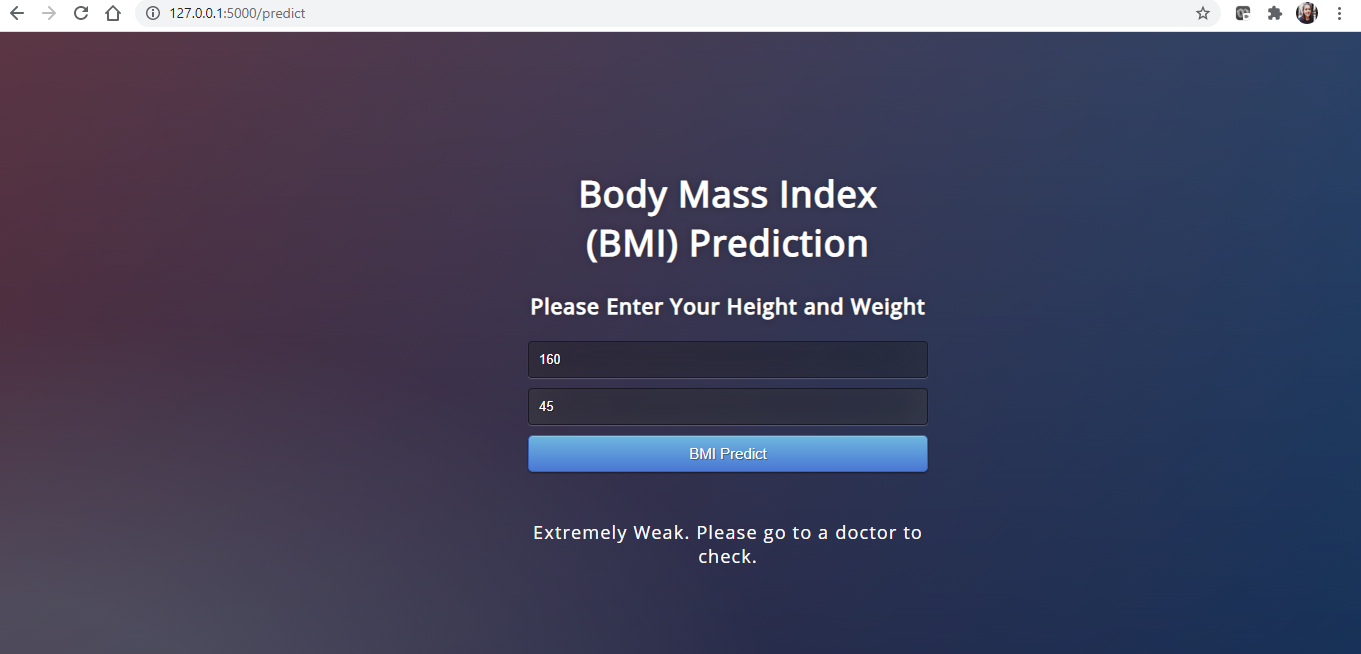 127.0.0.1:5000/predict
Body Mass Index
(BMI) Prediction
Please Enter Your Height and Weight
160
45
BMI Predict
Extremely Weak. Please go to a doctor to
check.